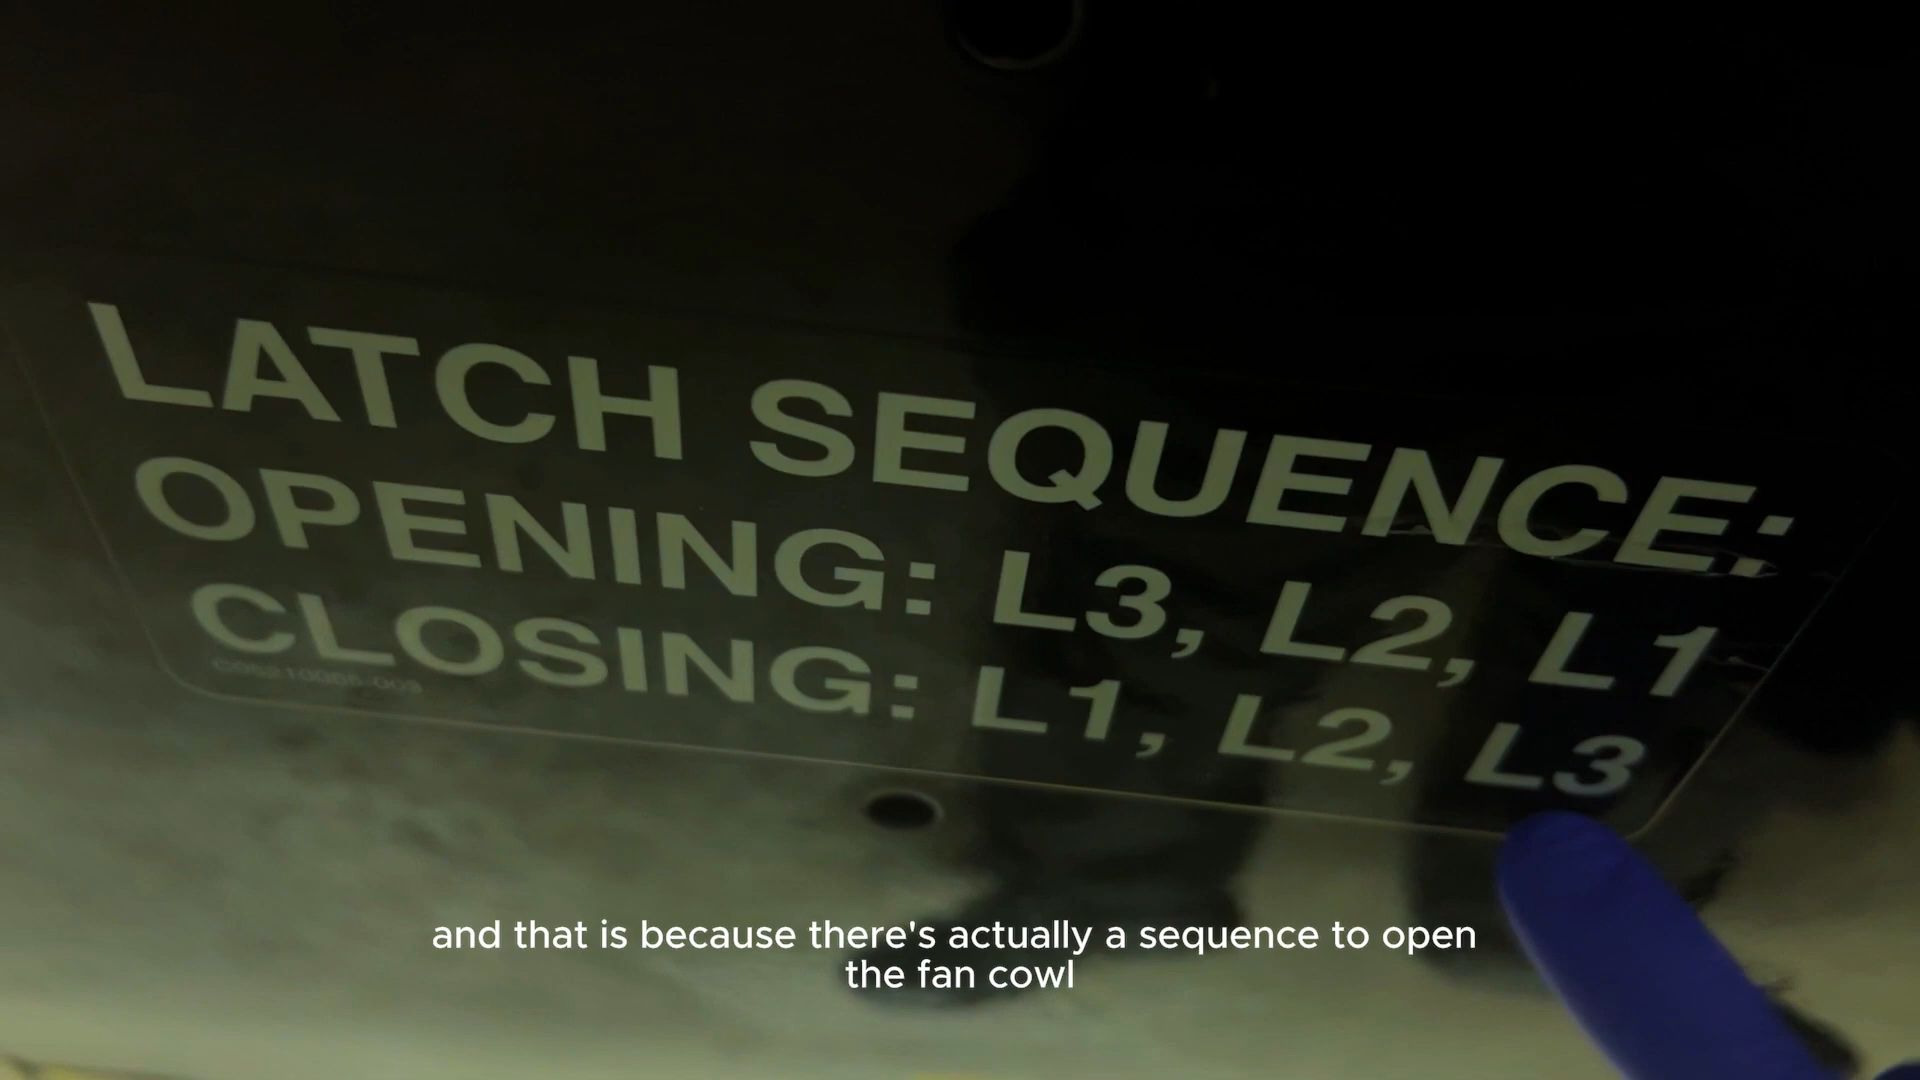 LATCH SEQUENCE:
OPENING: L3, L2, L1
CLOSING: L1, L2, L3
and that is because there's actually a sequence to open
the fan cowl